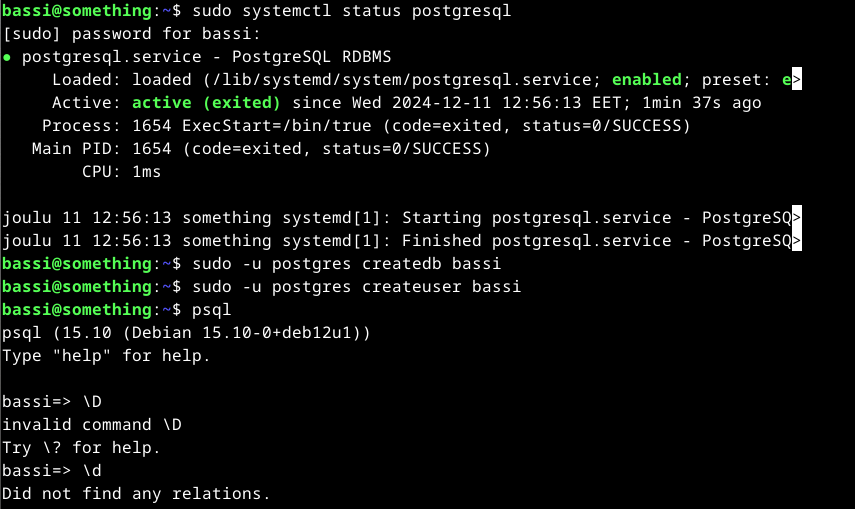 bassi@something:~$ sudo systemctl status postgresql
[sudo] password for bassi:
● postgresql.service - PostgreSQL RDBMS
     Loaded: loaded (/lib/systemd/system/postgresql.service; enabled; preset: e>
     Active: active (exited) since Wed 2024-12-11 12:56:13 EET; 1min 37s ago
    Process: 1654 ExecStart=/bin/true (code=exited, status=0/SUCCESS)
   Main PID: 1654 (code=exited, status=0/SUCCESS)
        CPU: 1ms

joulu 11 12:56:13 something systemd[1]: Starting postgresql.service - PostgreSQ>
joulu 11 12:56:13 something systemd[1]: Finished postgresql.service - PostgreSQ>
bassi@something:~$ sudo -u postgres createdb bassi
bassi@something:~$ sudo -u postgres createuser bassi
bassi@something:~$ psql
psql (15.10 (Debian 15.10-0+deb12u1))
Type "help" for help.

bassi=> \D
invalid command \D
Try \? for help.
bassi=> \d
Did not find any relations.